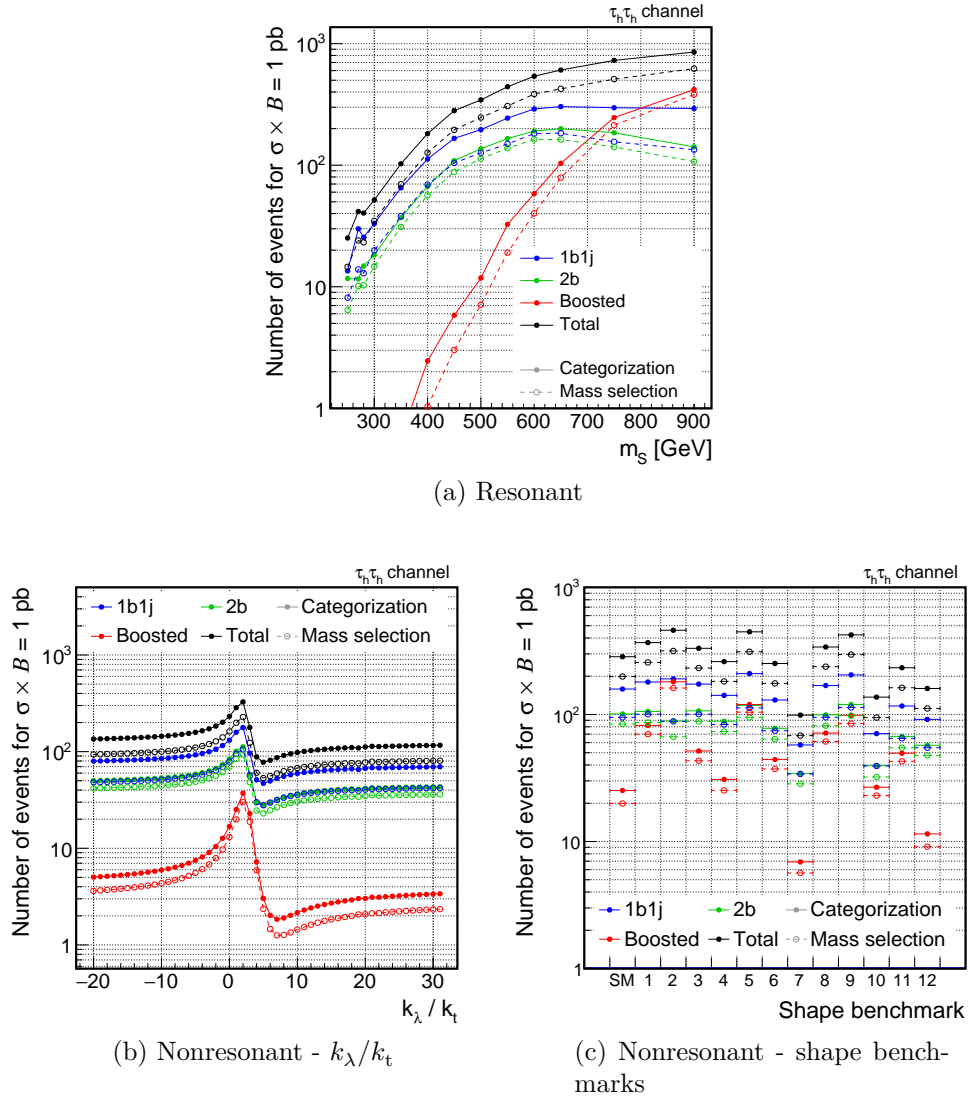 τhτh channel
Number of events for σ × B = 1 pb
10³
10²
10
1
1b1j
2b
Boosted
Total
Categorization
Mass selection
300 400 500 600 700 800 900
mS [GeV]
(a) Resonant
τhτh channel
Number of events for σ × B = 1 pb
10³
10²
10
1
1b1j 2b Categorization
Boosted Total Mass selection
−20 −10 0 10 20 30
kλ / kt
(b) Nonresonant - kλ/kt
τhτh channel
Number of events for σ × B = 1 pb
10³
10²
10
1
1b1j 2b Categorization
Boosted Total Mass selection
SM 1 2 3 4 5 6 7 8 9 10 11 12
Shape benchmark
(c) Nonresonant - shape bench-
marks